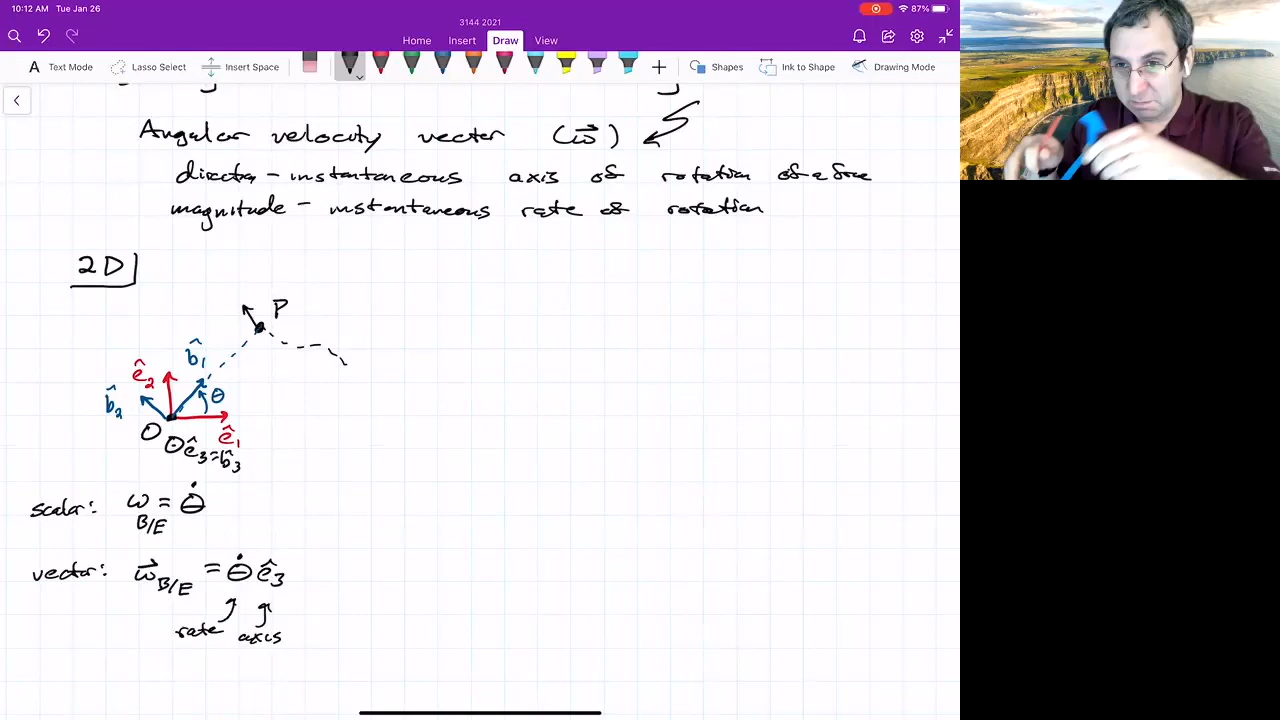 10:12 AM Tue Jan 26
87%
3144 2021
Home Insert Draw View
Text Mode Lasso Select Insert Space Shapes Ink to Shape Drawing Mode
Angular velocity vector (ω⃗)
direction - instantaneous axis of rotation of a frame
magnitude - instantaneous rate of rotation
2D
P
b̂₁
ê₂
θ
b̂₂
O
ê₁
ê₃=b̂₃
scalar: ω B/E = θ̇
vector: ω⃗ B/E = θ̇ ê₃
rate axis